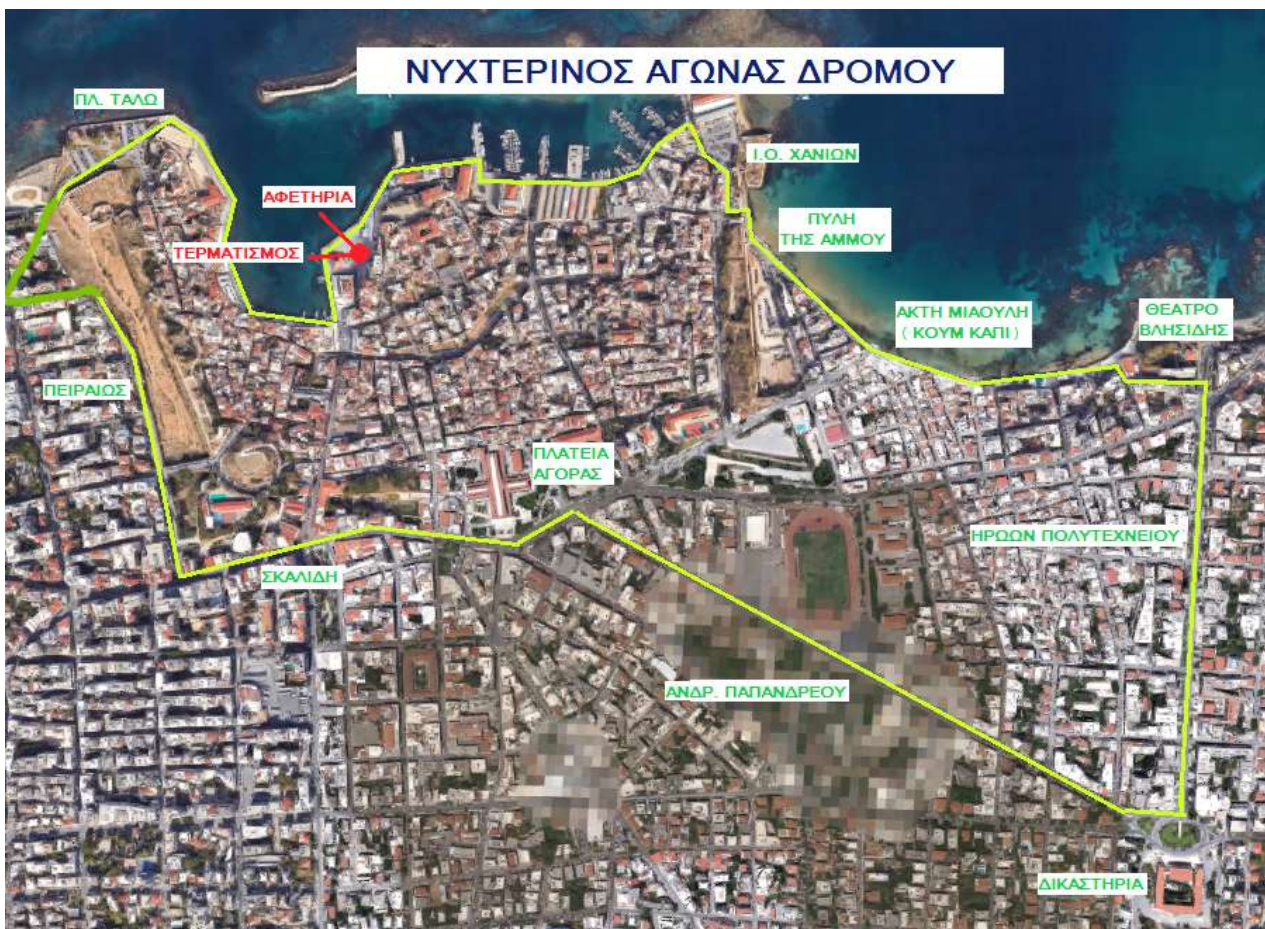 ΝΥΧΤΕΡΙΝΟΣ ΑΓΩΝΑΣ ΔΡΟΜΟΥ
ΠΛ. ΤΑΛΩ
Ι.Ο. ΧΑΝΙΩΝ
ΑΦΕΤΗΡΙΑ
ΤΕΡΜΑΤΙΣΜΟΣ
ΠΥΛΗ
ΤΗΣ ΑΜΜΟΥ
ΑΚΤΗ ΜΙΑΟΥΛΗ
( ΚΟΥΜ ΚΑΠΙ )
ΘΕΑΤΡΟ
ΒΛΗΣΙΔΗΣ
ΠΕΙΡΑΙΩΣ
ΠΛΑΤΕΙΑ
ΑΓΟΡΑΣ
ΗΡΩΩΝ ΠΟΛΥΤΕΧΝΕΙΟΥ
ΣΚΑΛΙΔΗ
ΑΝΔΡ. ΠΑΠΑΝΔΡΕΟΥ
ΔΙΚΑΣΤΗΡΙΑ